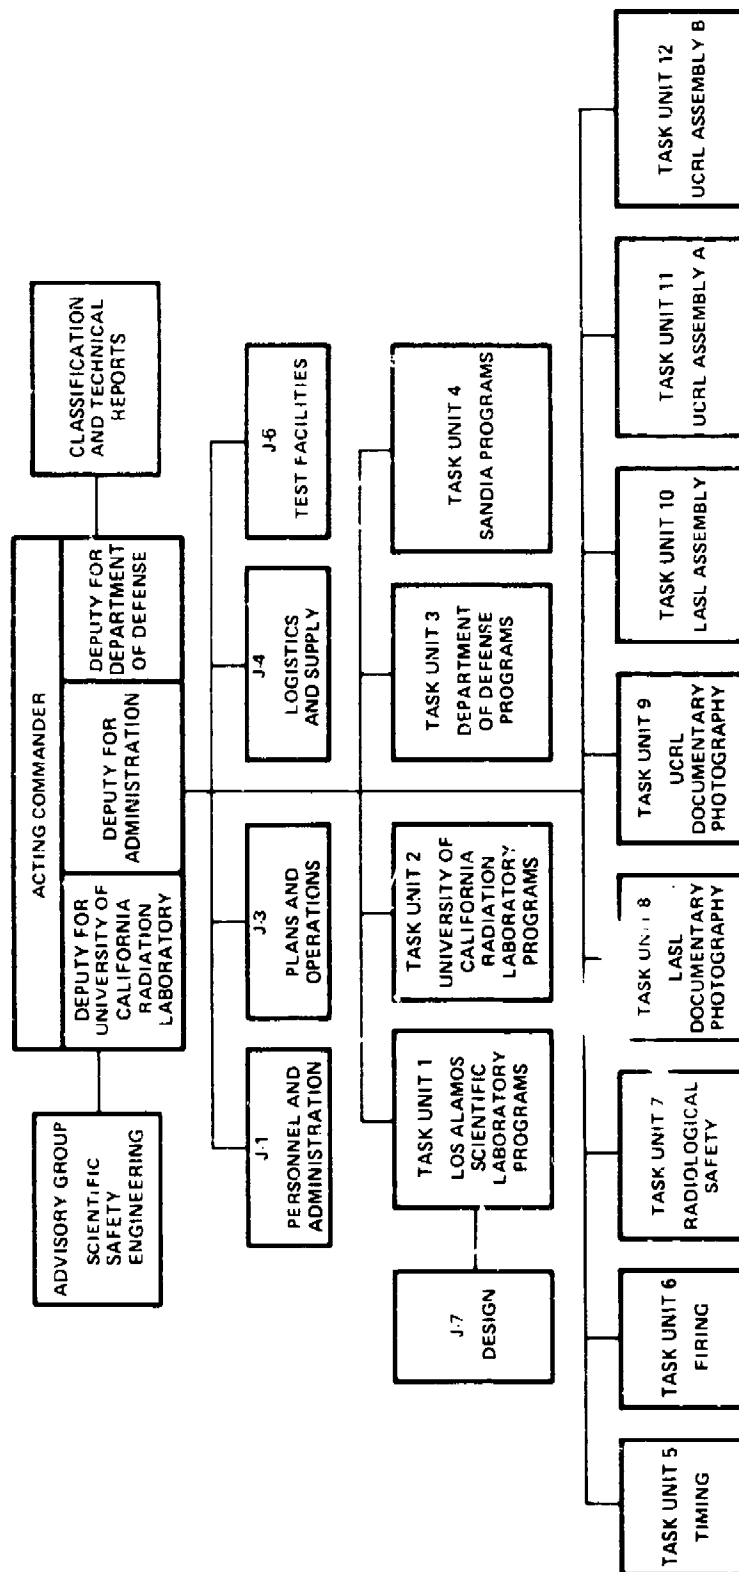 ACTING COMMANDER
ADVISORY GROUP
SCIENTIFIC
SAFETY
ENGINEERING
DEPUTY FOR
UNIVERSITY OF
CALIFORNIA
RADIATION
LABORATORY
DEPUTY FOR
ADMINISTRATION
DEPUTY FOR
DEPARTMENT
OF DEFENSE
CLASSIFICATION
AND TECHNICAL
REPORTS
J-1
PERSONNEL AND
ADMINISTRATION
J-3
PLANS AND
OPERATIONS
J-4
LOGISTICS
AND SUPPLY
J-6
TEST FACILITIES
J-7
DESIGN
TASK UNIT 1
LOS ALAMOS
SCIENTIFIC
LABORATORY
PROGRAMS
TASK UNIT 2
UNIVERSITY OF
CALIFORNIA
RADIATION
LABORATORY
PROGRAMS
TASK UNIT 3
DEPARTMENT
OF DEFENSE
PROGRAMS
TASK UNIT 4
SANDIA PROGRAMS
TASK UNIT 5
TIMING
TASK UNIT 6
FIRING
TASK UNIT 7
RADIOLOGICAL
SAFETY
TASK UNIT 8
LASL
DOCUMENTARY
PHOTOGRAPHY
TASK UNIT 9
UCRL
DOCUMENTARY
PHOTOGRAPHY
TASK UNIT 10
LASL ASSEMBLY
TASK UNIT 11
UCRL ASSEMBLY A
TASK UNIT 12
UCRL ASSEMBLY B